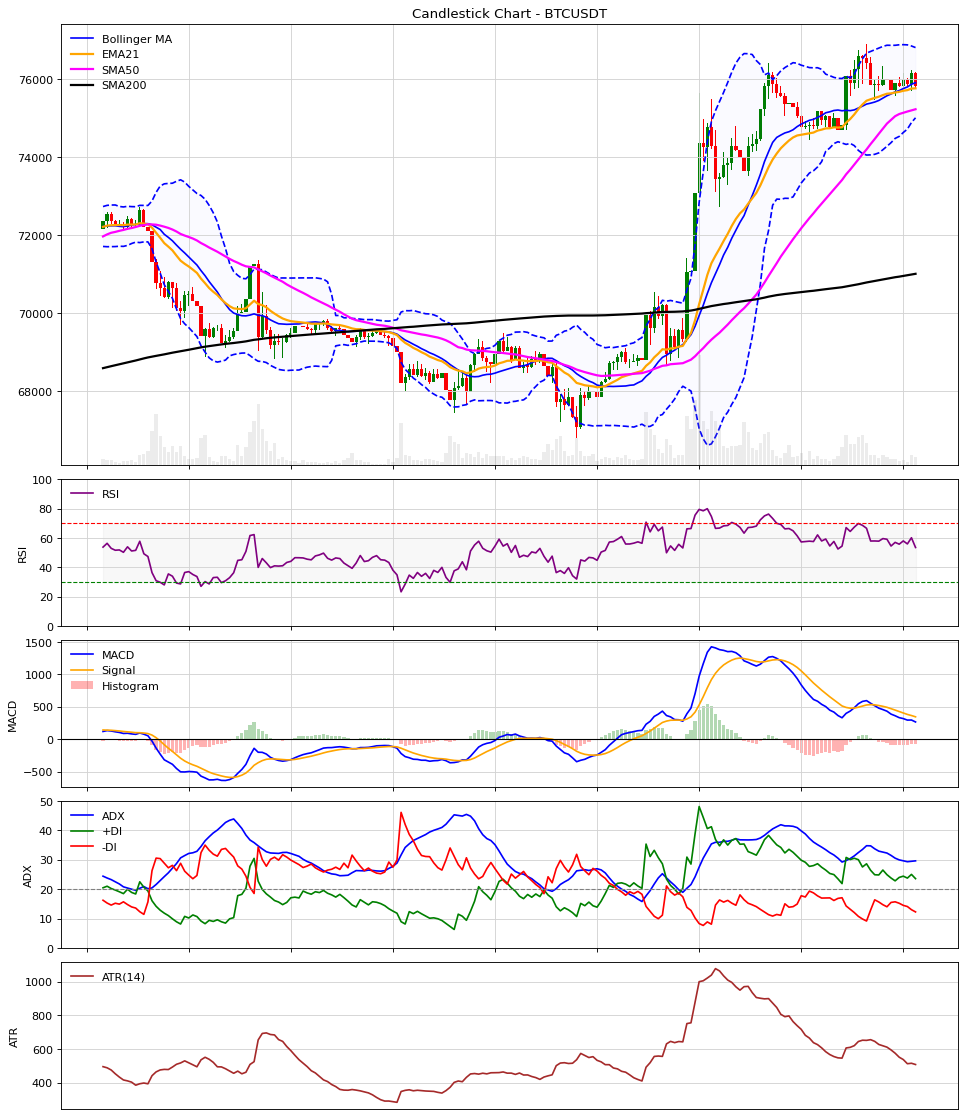 Candlestick Chart - BTCUSDT
Bollinger MA
EMA21
SMA50
SMA200
76000
74000
72000
70000
68000
RSI
100
80
60
40
20
0
RSI
MACD
Signal
Histogram
1500
1000
500
0
−500
MACD
ADX
+DI
-DI
50
40
30
20
10
0
ADX
ATR(14)
1000
800
600
400
ATR